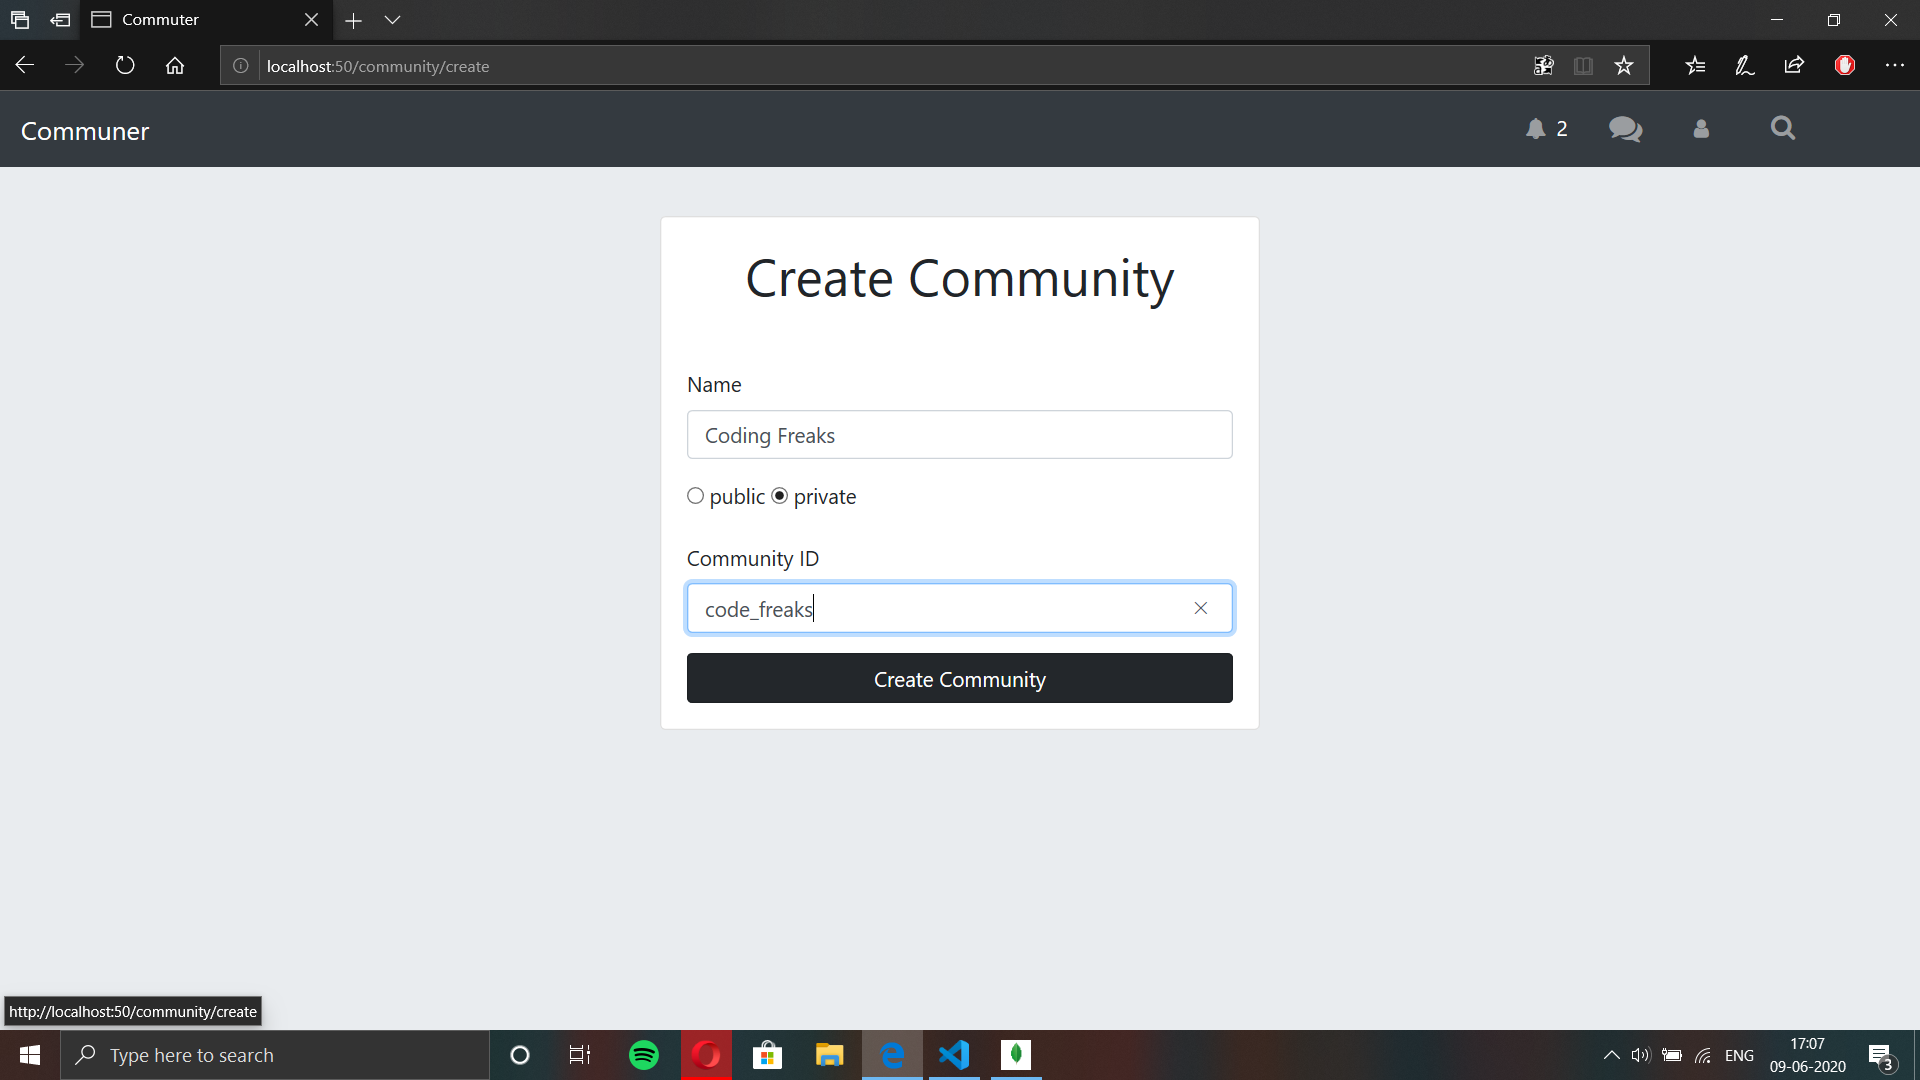 Commuter
localhost:50/community/create
Communer
2
Create Community
Name
Coding Freaks
public private
Community ID
code_freaks
Create Community
http://localhost:50/community/create
Type here to search
ENG
17:07
09-06-2020
3